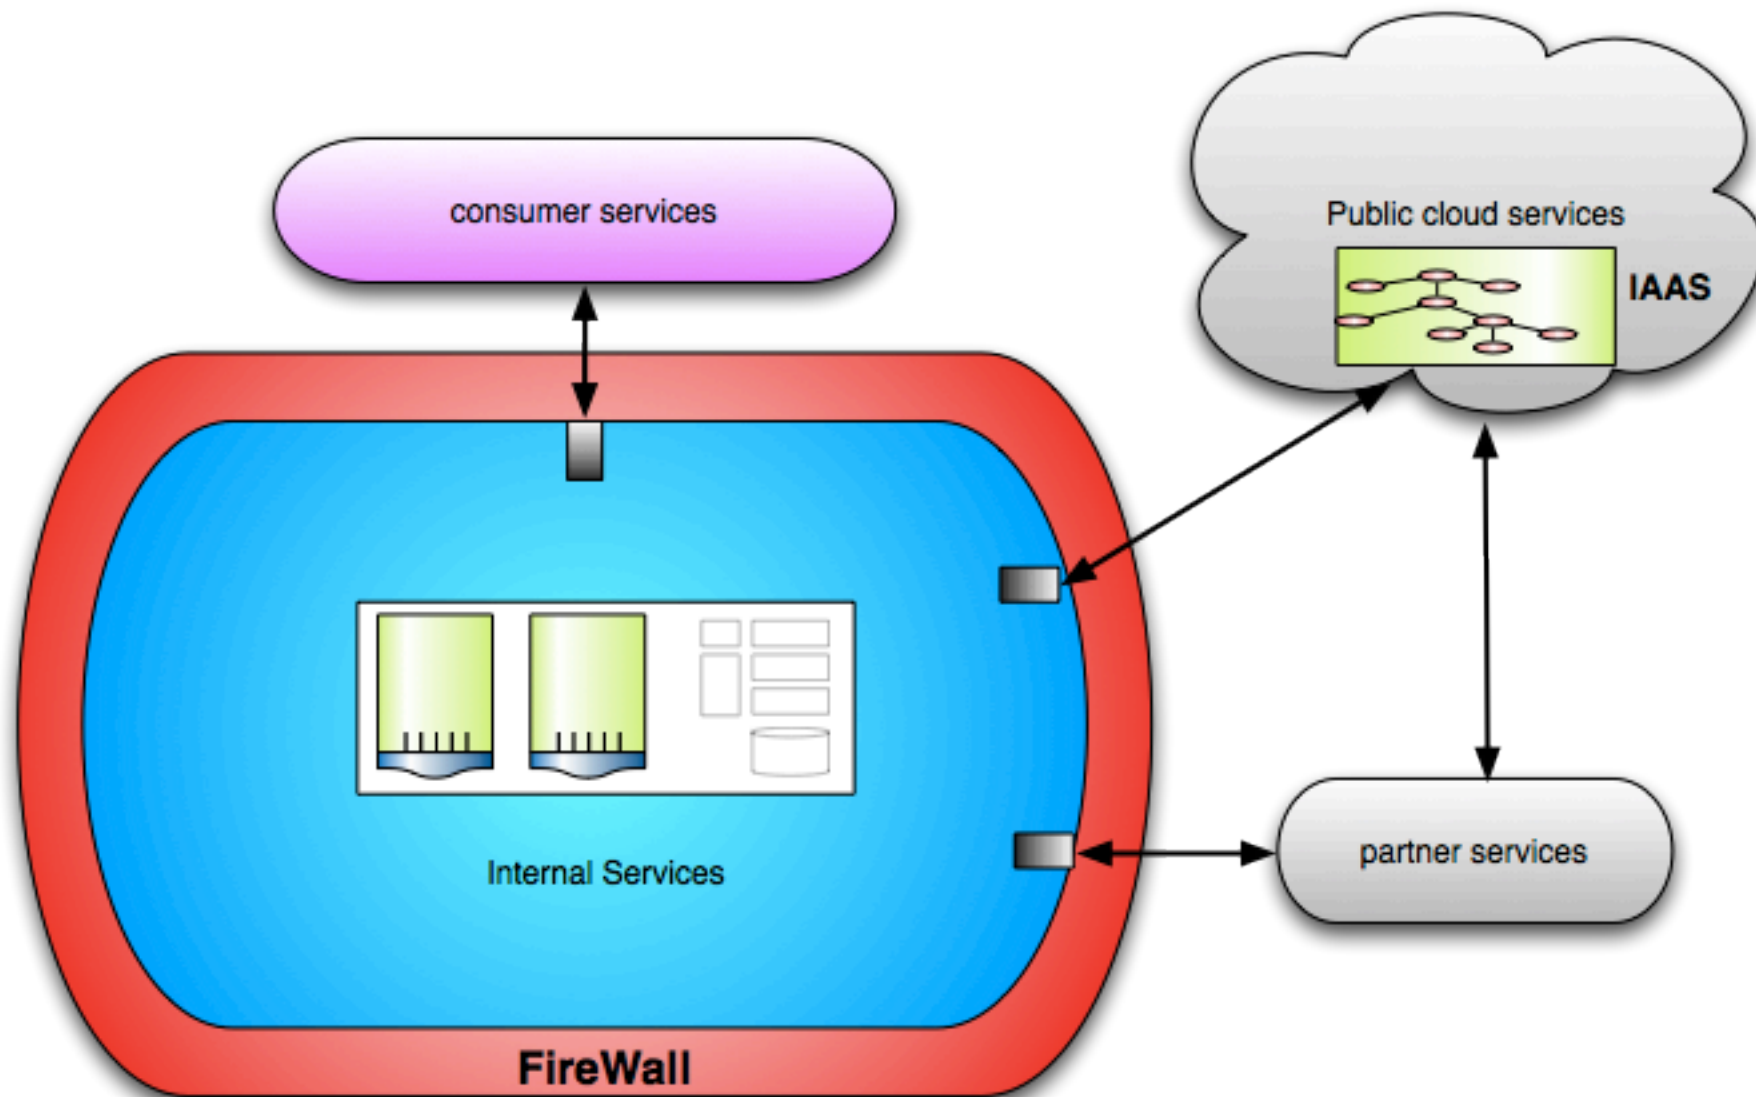 consumer services
Public cloud services
IAAS
Internal Services
partner services
FireWall